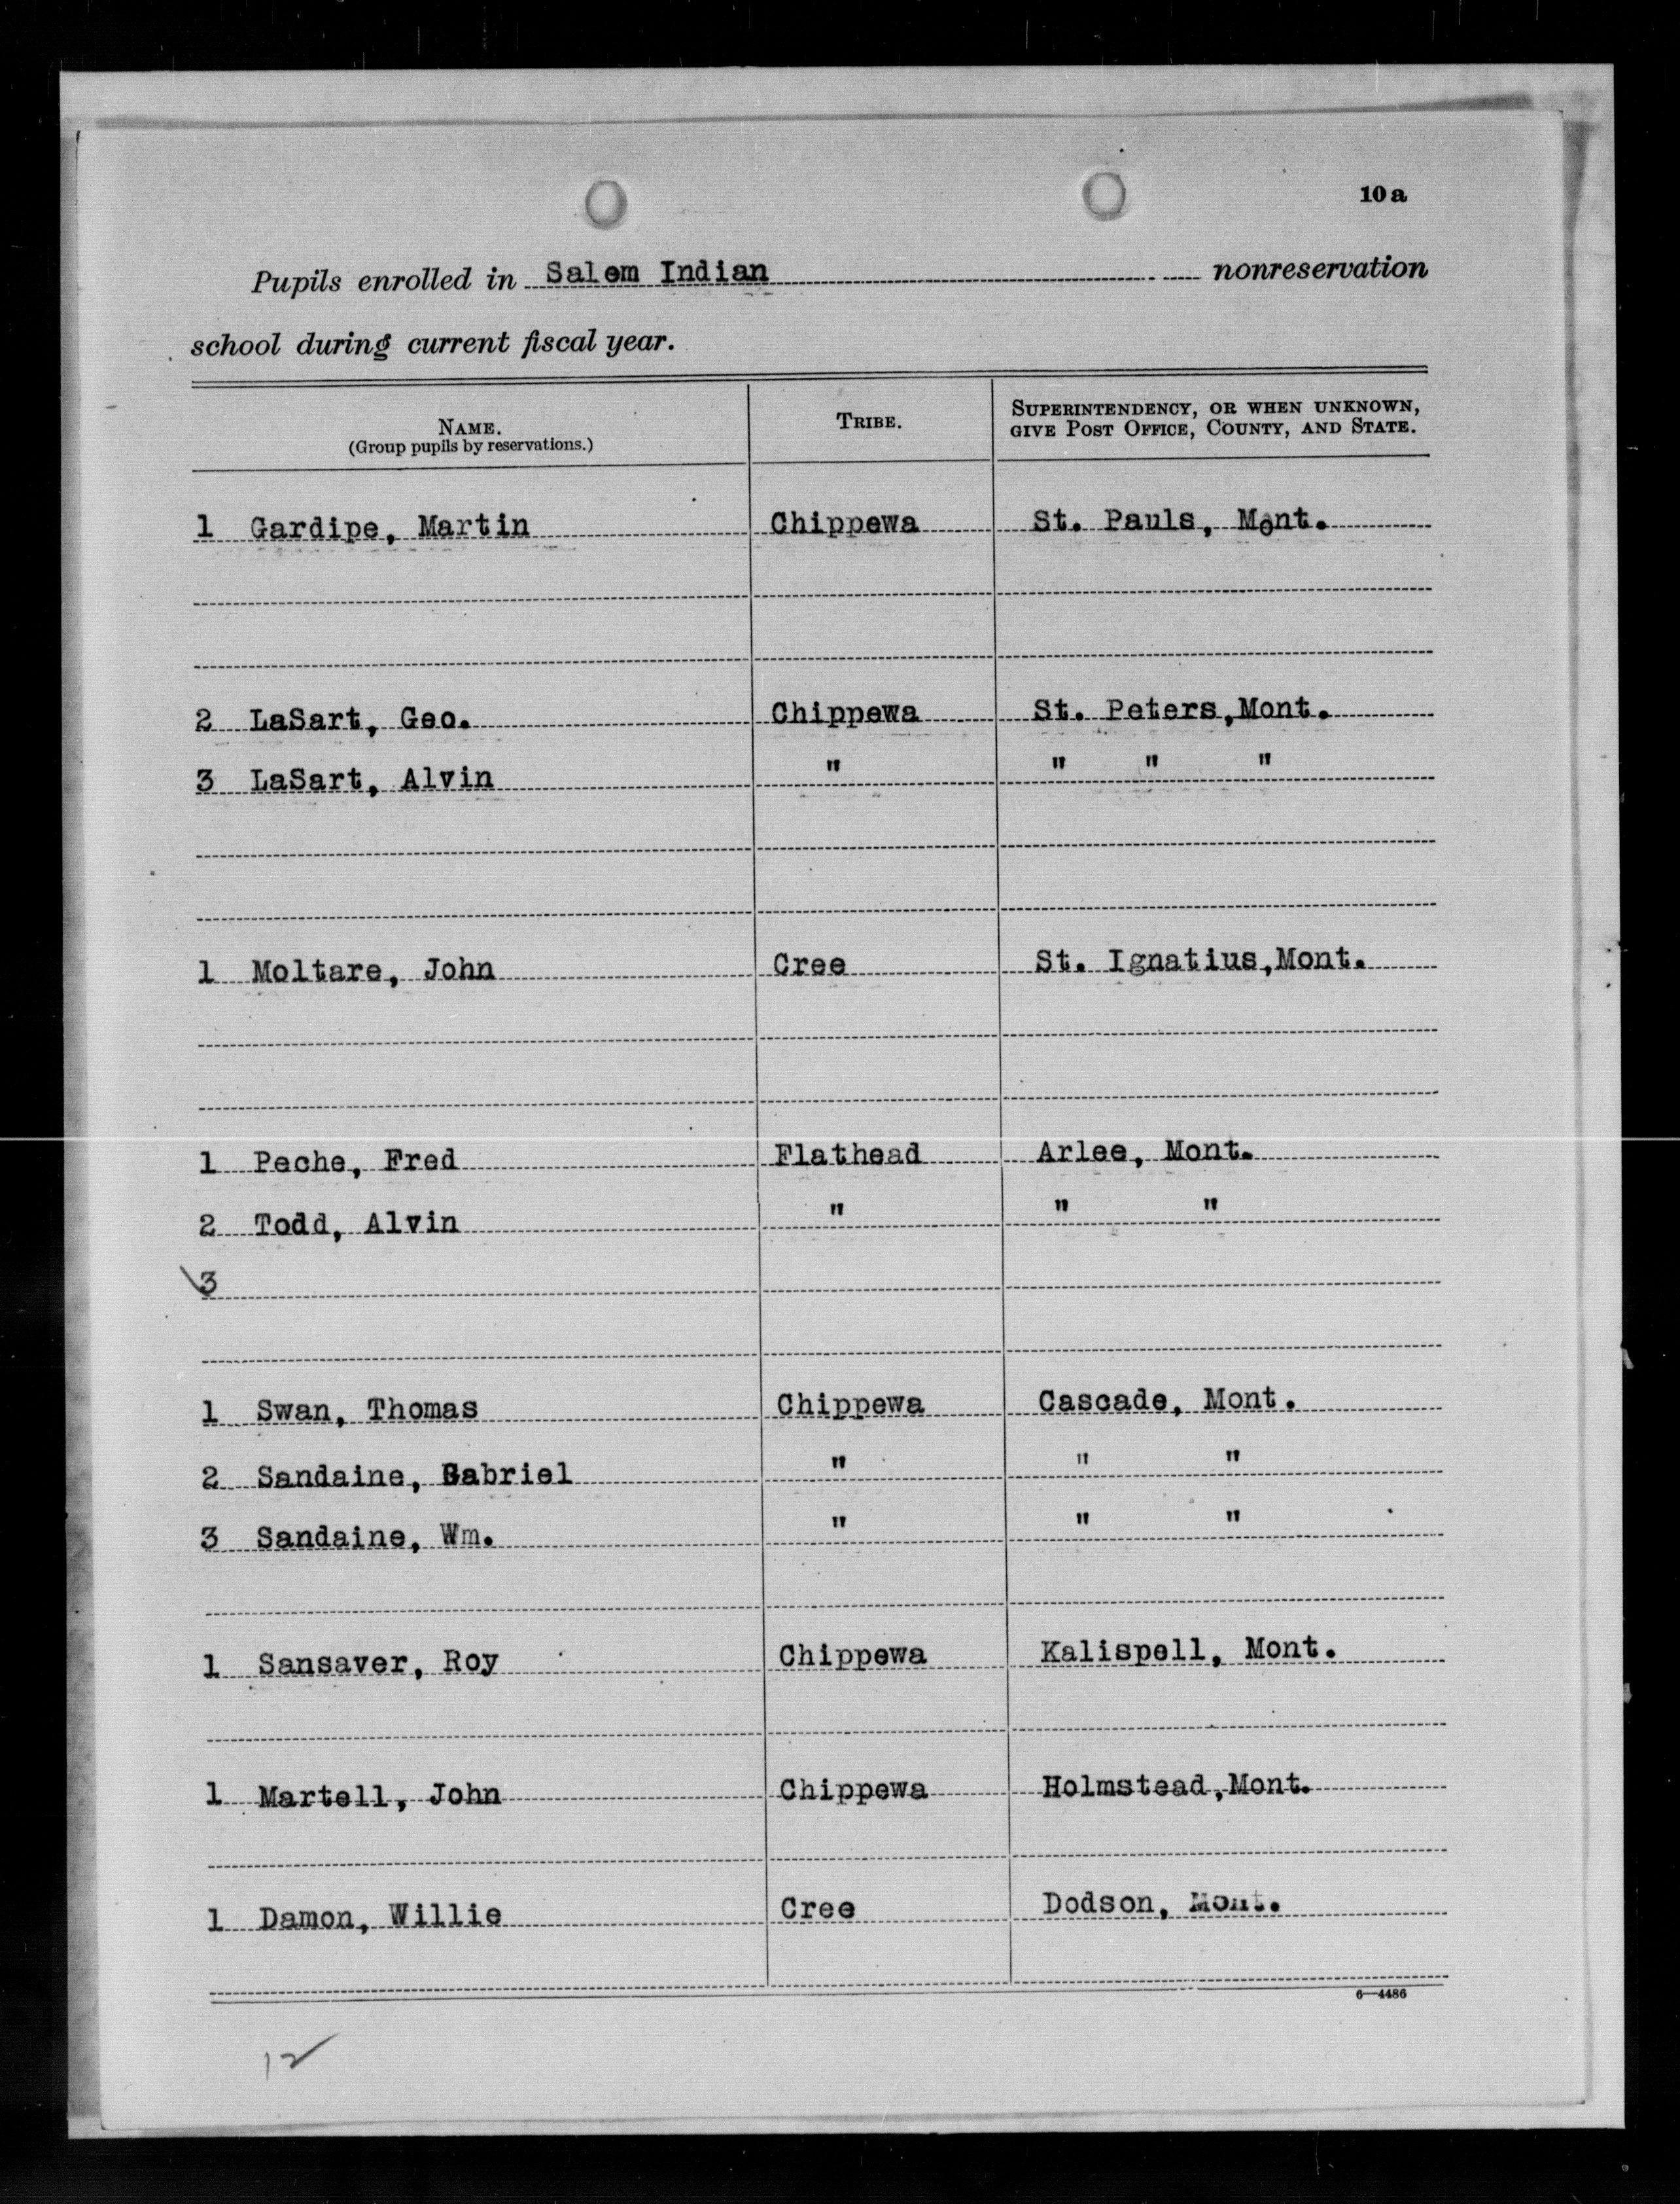 10a
Pupils enrolled in Salem Indian nonreservation
school during current fiscal year.
NAME.
(Group pupils by reservations.)
TRIBE.
SUPERINTENDENCY, OR WHEN UNKNOWN,
GIVE POST OFFICE, COUNTY, AND STATE.
1 Gardipe, Martin Chippewa St. Pauls, Mont.
2 LaSart, Geo. Chippewa St. Peters,Mont.
3 LaSart, Alvin " " " "
1 Moltare, John Cree St. Ignatius,Mont.
1 Peche, Fred Flathead Arlee, Mont.
2 Todd, Alvin " " "
3
1 Swan, Thomas Chippewa Cascade, Mont.
2 Sandaine, Gabriel " " "
3 Sandaine, Wm. " " "
1 Sansaver, Roy Chippewa Kalispell, Mont.
1 Martell, John Chippewa Holmstead,Mont.
1 Damon, Willie Cree Dodson, Mont.
6—4486
12